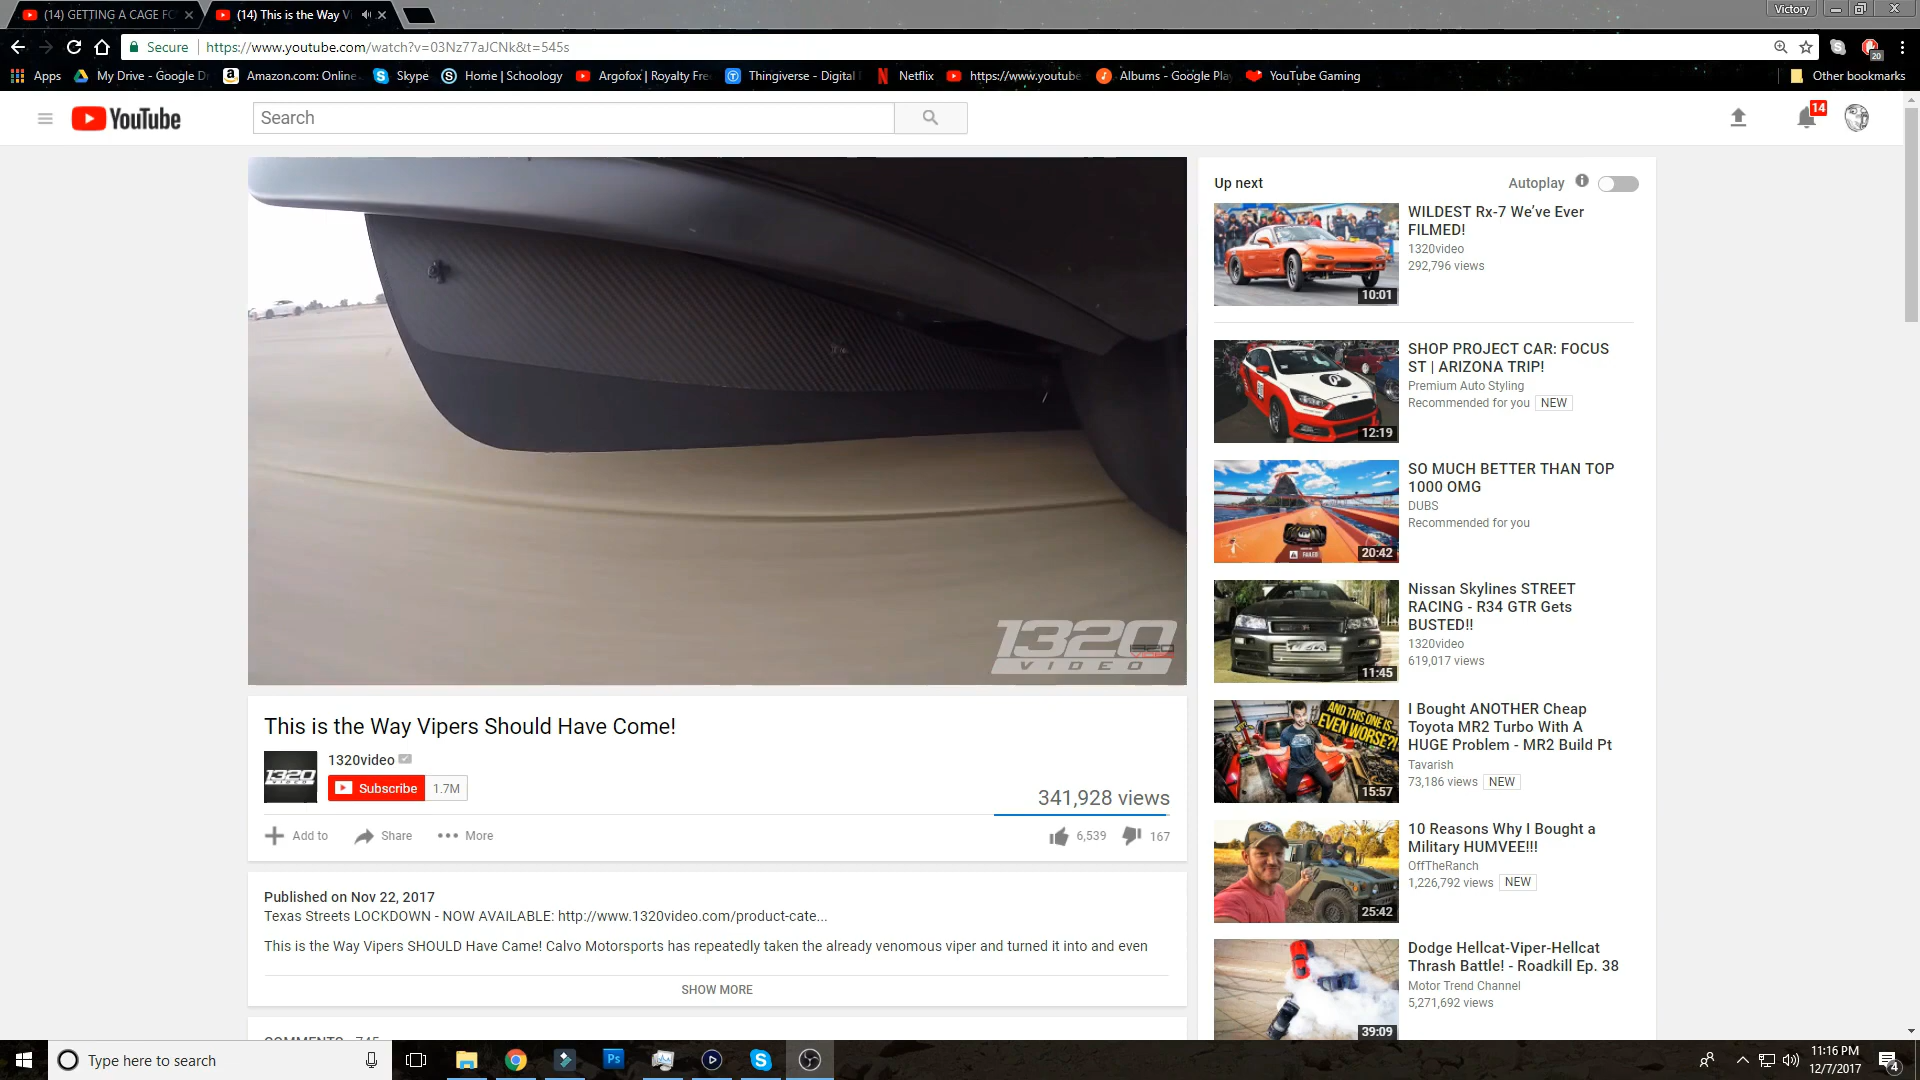 (14) GETTING A CAGE FO
(14) This is the Way V
Victory
Secure
https://www.youtube.com/watch?v=03Nz77aJCNk&t=545s
20
Apps
My Drive - Google D
Amazon.com: Online
Skype
Home | Schoology
Argofox | Royalty Fre
Thingiverse - Digital
Netflix
https://www.youtube
Albums - Google Pla
YouTube Gaming
Other bookmarks
YouTube
Search
14
1320
VIDEO
This is the Way Vipers Should Have Come!
1320
VIDEO
1320video
Subscribe 1.7M
341,928 views
Add to
Share
More
6,539
167
Published on Nov 22, 2017
Texas Streets LOCKDOWN - NOW AVAILABLE: http://www.1320video.com/product-cate...
This is the Way Vipers SHOULD Have Came! Calvo Motorsports has repeatedly taken the already venomous viper and turned it into and even
SHOW MORE
Up next
Autoplay
WILDEST Rx-7 We've Ever
FILMED!
1320video
292,796 views
10:01
SHOP PROJECT CAR: FOCUS
ST | ARIZONA TRIP!
Premium Auto Styling
Recommended for you NEW
12:19
SO MUCH BETTER THAN TOP
1000 OMG
DUBS
Recommended for you
FAILED
20:42
Nissan Skylines STREET
RACING - R34 GTR Gets
BUSTED!!
1320video
619,017 views
11:45
I Bought ANOTHER Cheap
Toyota MR2 Turbo With A
HUGE Problem - MR2 Build Pt
Tavarish
73,186 views NEW
AND THIS ONE IS
EVEN WORSE?!
15:57
10 Reasons Why I Bought a
Military HUMVEE!!!
OffTheRanch
1,226,792 views NEW
25:42
Dodge Hellcat-Viper-Hellcat
Thrash Battle! - Roadkill Ep. 38
Motor Trend Channel
5,271,692 views
39:09
Type here to search
Ps
11:16 PM
12/7/2017
4